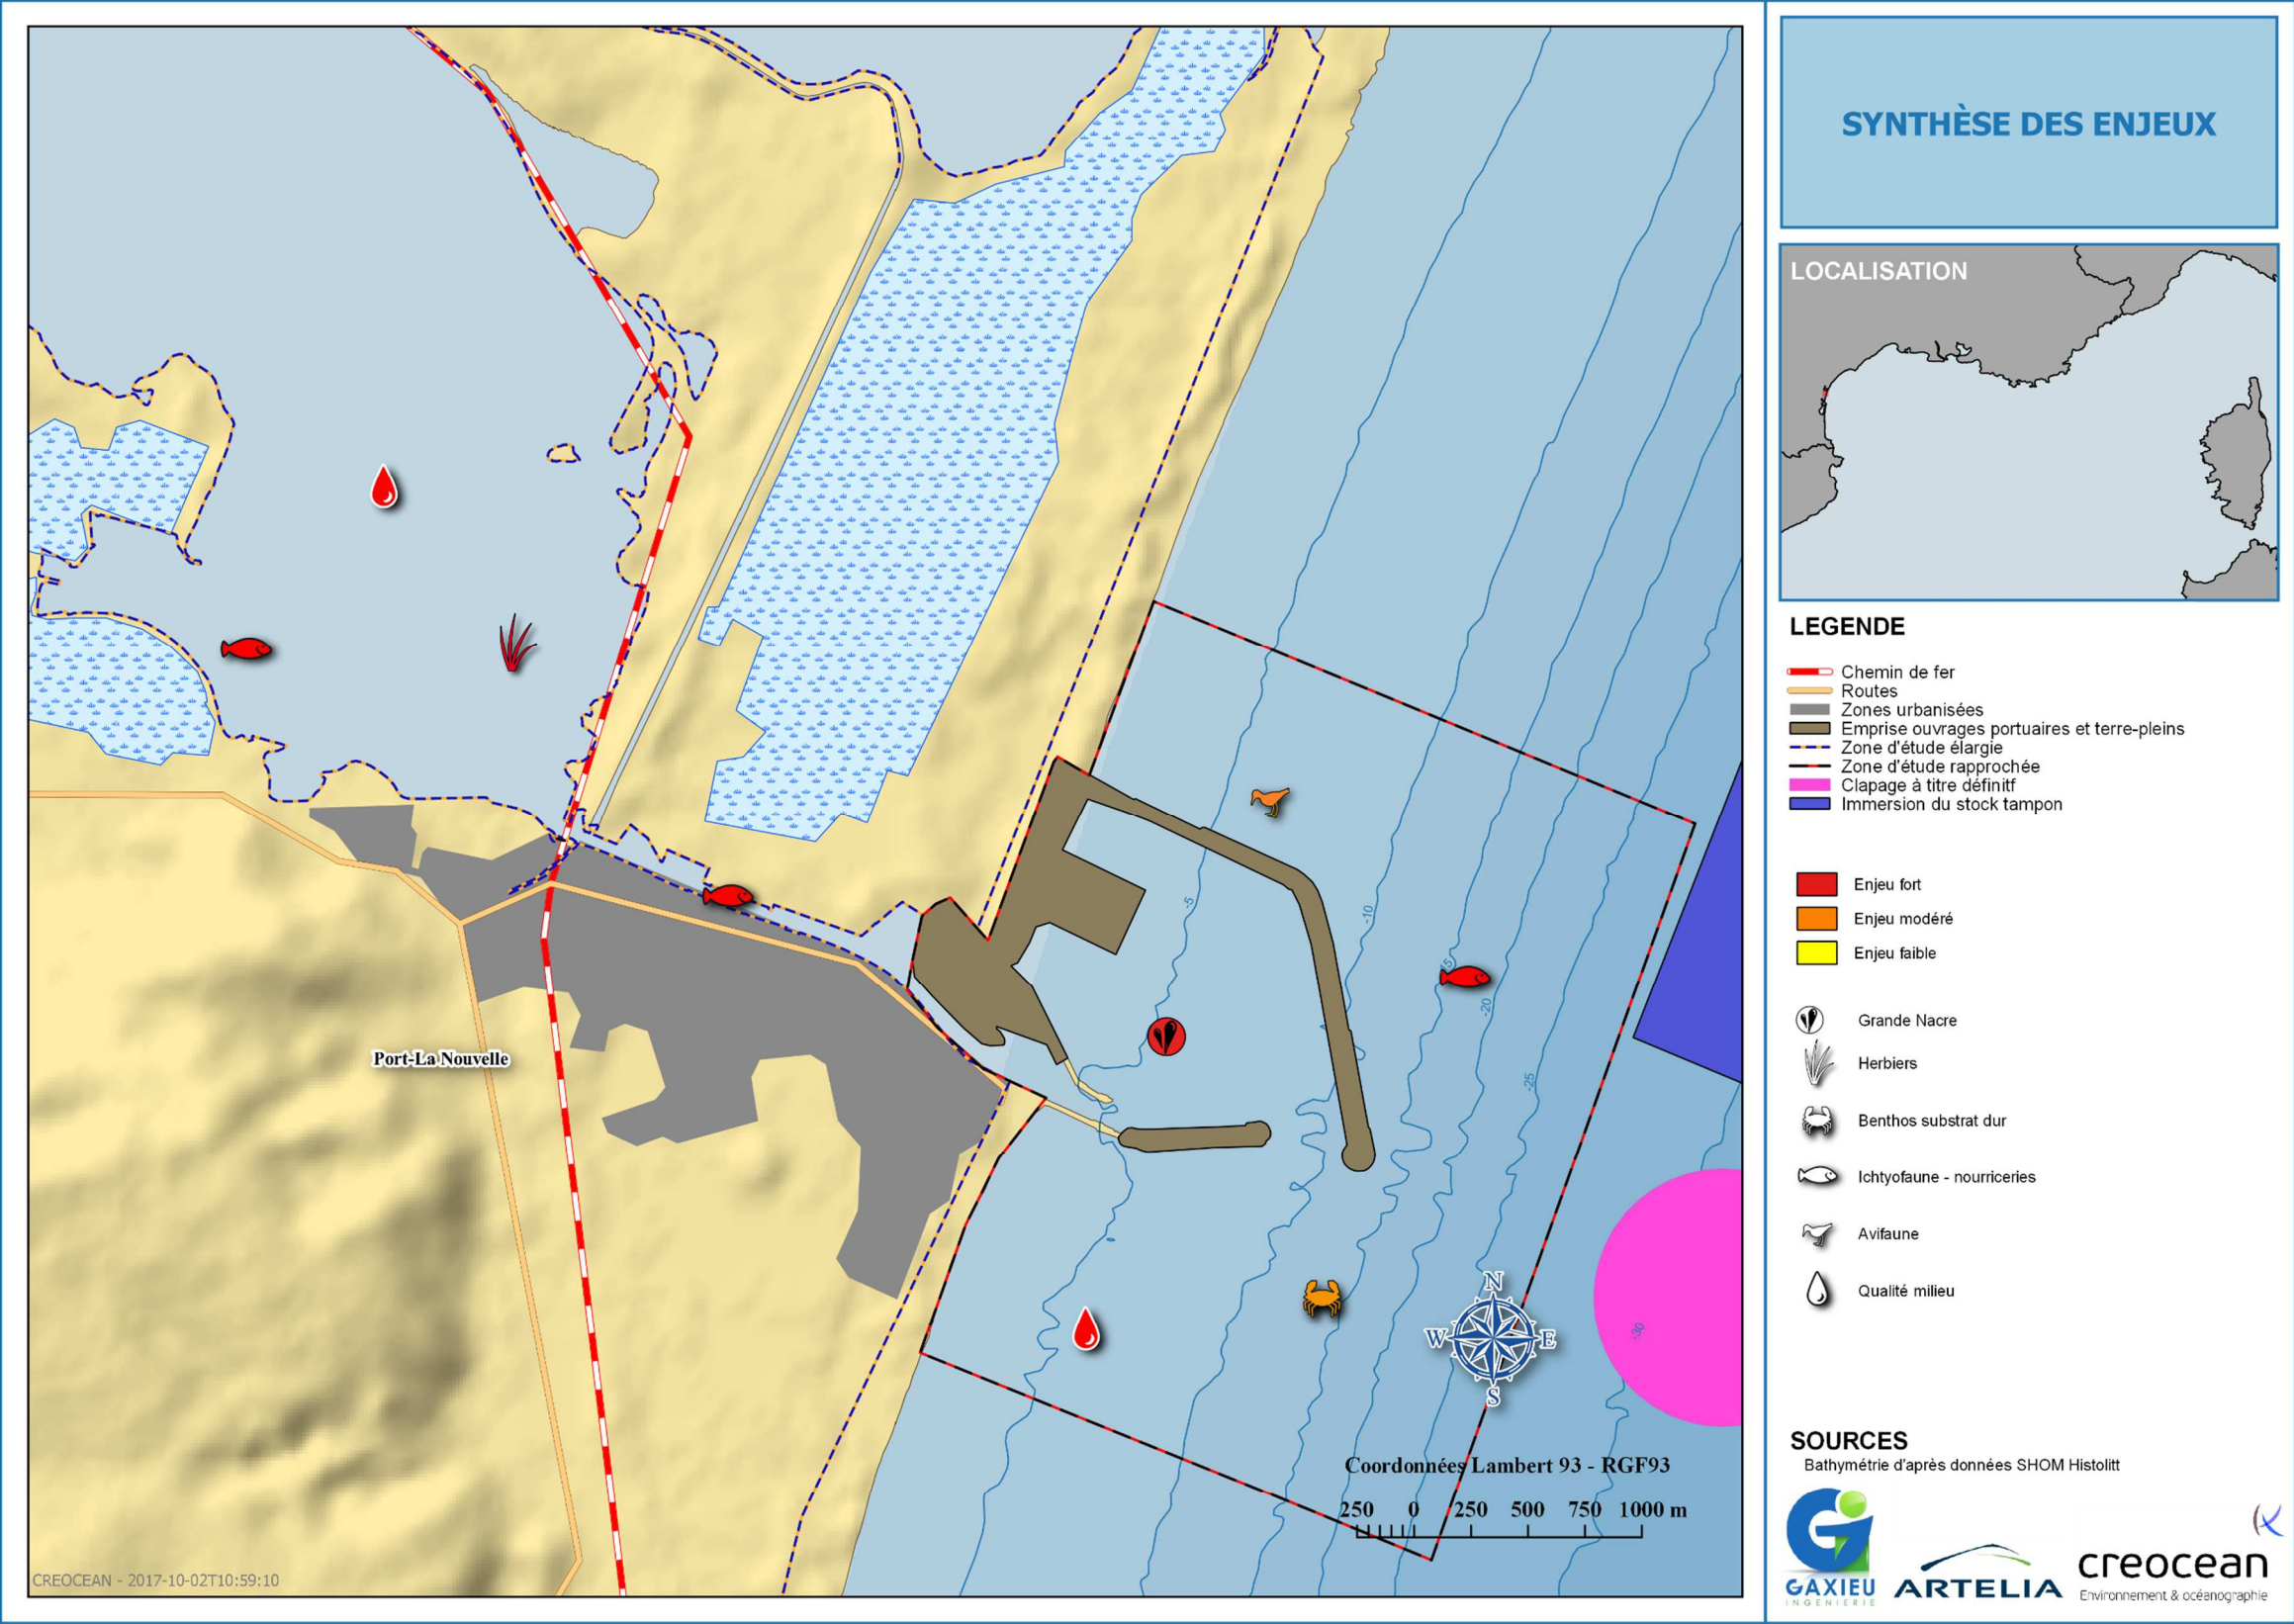 SYNTHÈSE DES ENJEUX
LOCALISATION
LEGENDE
Chemin de fer
Routes
Zones urbanisées
Emprise ouvrages portuaires et terre-pleins
Zone d'étude élargie
Zone d'étude rapprochée
Clapage à titre définitf
Immersion du stock tampon
Enjeu fort
Enjeu modéré
Enjeu faible
Grande Nacre
Herbiers
Benthos substrat dur
Ichtyofaune - nourriceries
Avifaune
Qualité milieu
SOURCES
Bathymétrie d'après données SHOM Histolitt
GAXIEU
INGÉNIERIE
ARTELIA
creocean
Environnement & océanographie
Port-La Nouvelle
-5
-10
-20
-25
-30
N
W
E
S
Coordonnées Lambert 93 - RGF93
250 0 250 500 750 1000 m
CREOCEAN - 2017-10-02T10:59:10